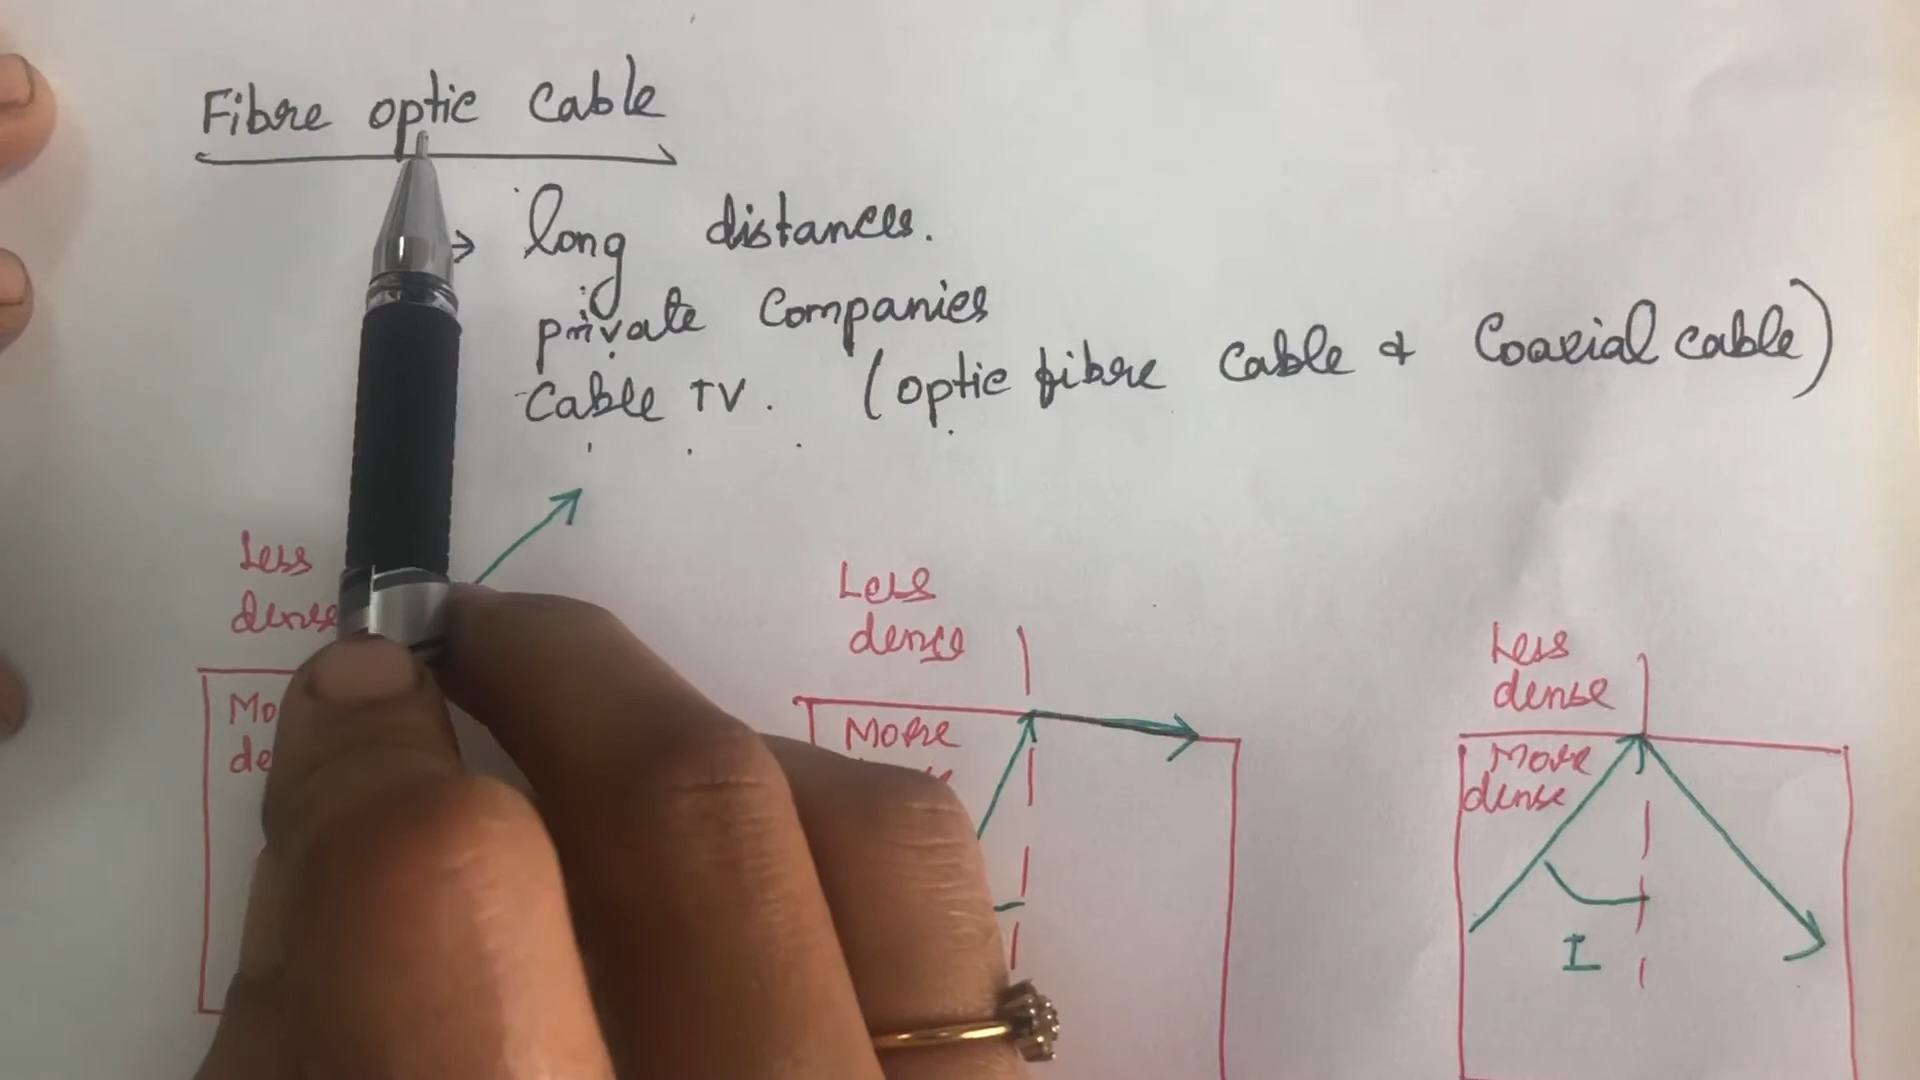 Fibre optic Cable
→ long distances.
private Companies
Cable TV. (optic fibre Cable & Coaxial cable)
Less
dense
Less
dense
More
Less
dense
More
dense
I